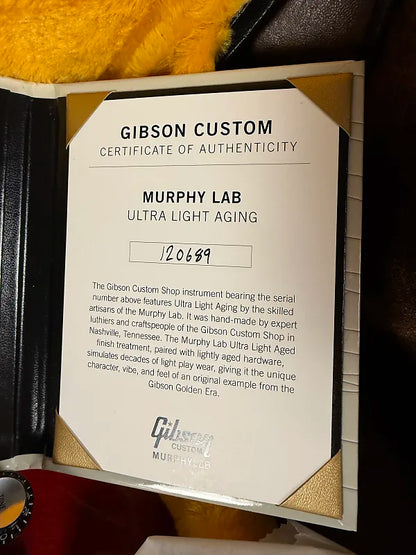 GIBSON CUSTOM
CERTIFICATE OF AUTHENTICITY
MURPHY LAB
ULTRA LIGHT AGING
120689
The Gibson Custom Shop instrument bearing the serial
number above features Ultra Light Aging by the skilled
artisans of the Murphy Lab. It was hand-made by expert
luthiers and craftspeople of the Gibson Custom Shop in
Nashville, Tennessee. The Murphy Lab Ultra Light Aged
finish treatment, paired with lightly aged hardware,
simulates decades of light play wear, giving it the unique
character, vibe, and feel of an original example from the
Gibson Golden Era.
Gibson
CUSTOM
MURPHY LAB